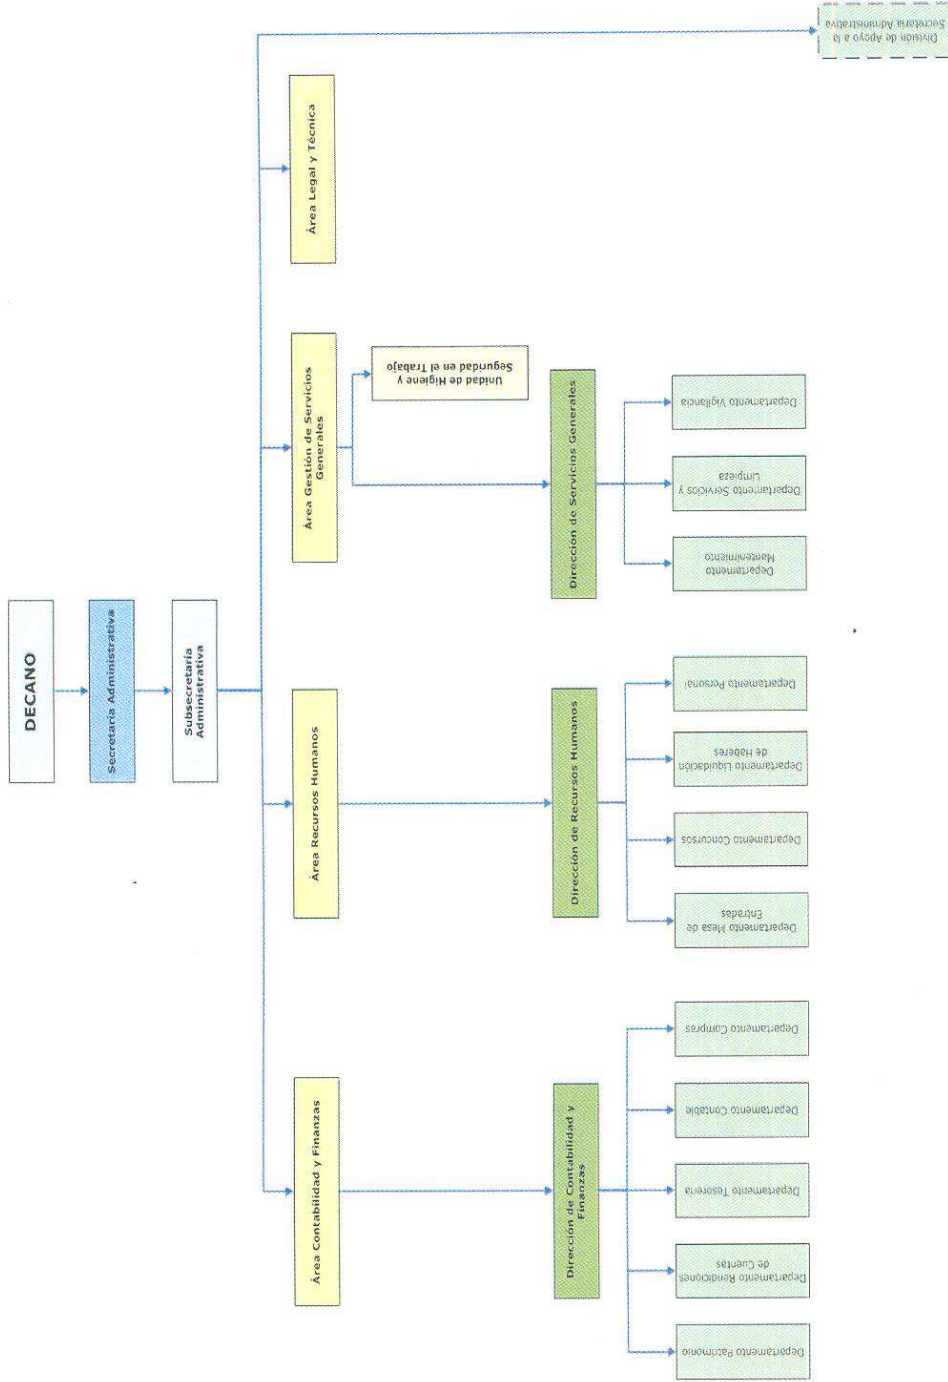 DECANO
Secretaría Administrativa
Subsecretaría
Administrativa
Área Contabilidad y Finanzas
Área Recursos Humanos
Área Gestión de Servicios
Generales
Área Legal y Técnica
Unidad de Higiene y
Seguridad en el Trabajo
Dirección de Contabilidad y
Finanzas
Dirección de Recursos Humanos
Dirección de Servicios Generales
Departamento Patrimonio
Departamento Rendiciones
de Cuentas
Departamento Tesorería
Departamento Contable
Departamento Compras
Departamento Mesa de
Entradas
Departamento Concursos
Departamento Liquidación
de Haberes
Departamento Personal
Departamento
Mantenimiento
Departamento Servicios y
Limpieza
Departamento Vigilancia
División de Apoyo a la
Secretaría Administrativa